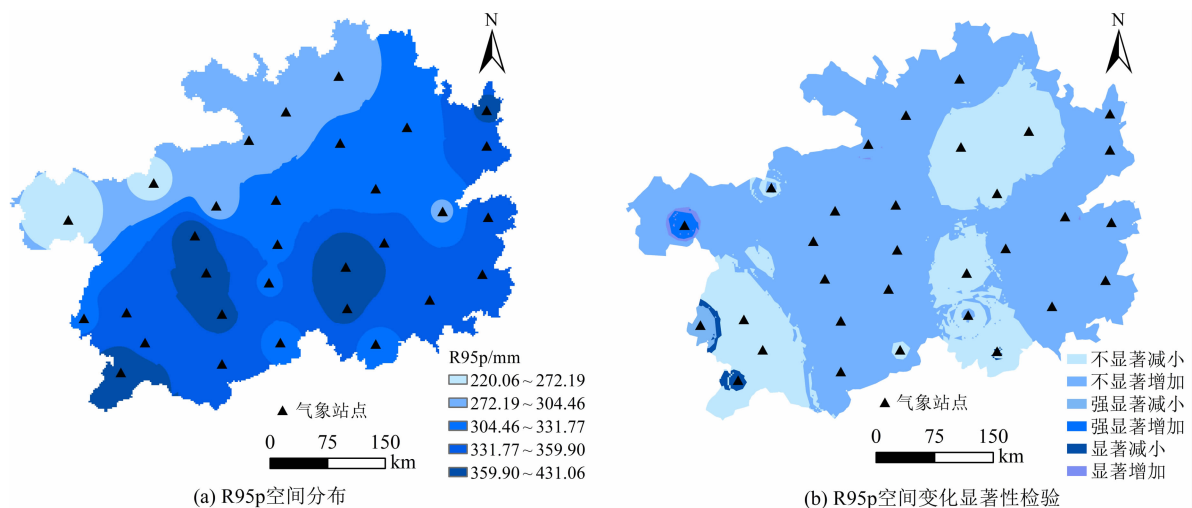 N
R95p/mm
220.06～272.19
272.19～304.46
304.46～331.77
331.77～359.90
359.90～431.06
气象站点
0 75 150
km
(a) R95p空间分布
N
不显著减小
不显著增加
强显著减小
强显著增加
显著减小
显著增加
气象站点
0 75 150
km
(b) R95p空间变化显著性检验